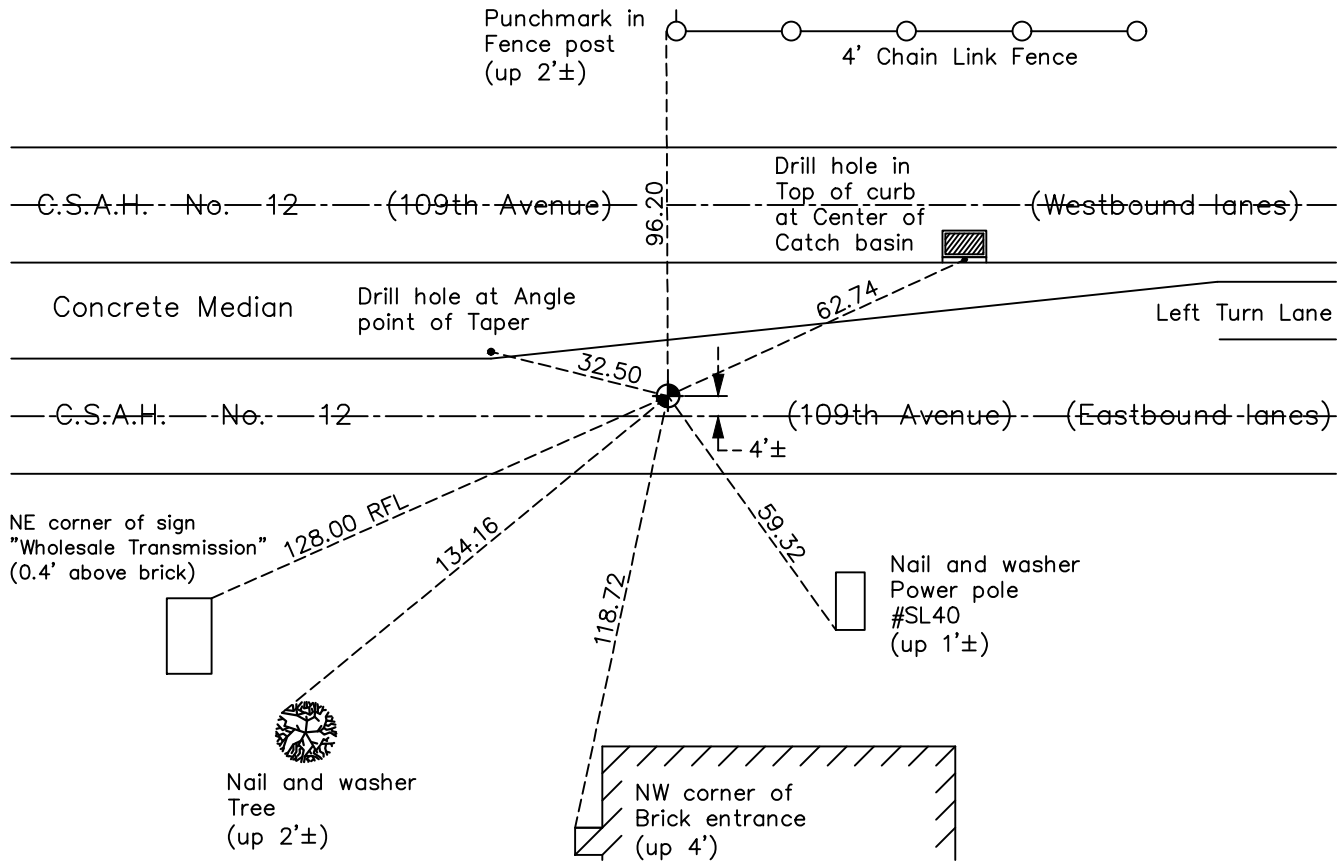 Punchmark in
Fence post
(up 2'±)
4' Chain Link Fence
C.S.A.H. No. 12 (109th Avenue) (Westbound lanes)
96.20
Drill hole in
Top of curb
at Center of
Catch basin
Concrete Median
Drill hole at Angle
point of Taper
62.74
Left Turn Lane
32.50
C.S.A.H. No. 12 (109th Avenue) (Eastbound lanes)
4'±
NE corner of sign
"Wholesale Transmission"
(0.4' above brick)
128.00 RFL
134.16
118.72
59.32
Nail and washer
Power pole
#SL40
(up 1'±)
Nail and washer
Tree
(up 2'±)
NW corner of
Brick entrance
(up 4')